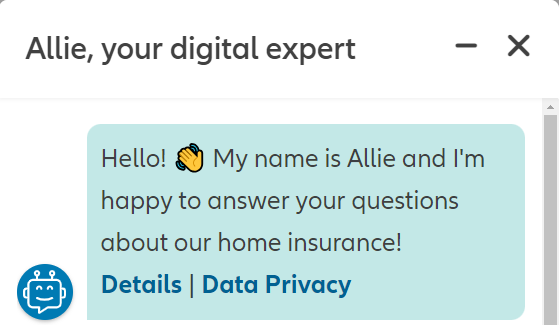 Allie, your digital expert
Hello! 👋 My name is Allie and I'm
happy to answer your questions
about our home insurance!
Details | Data Privacy